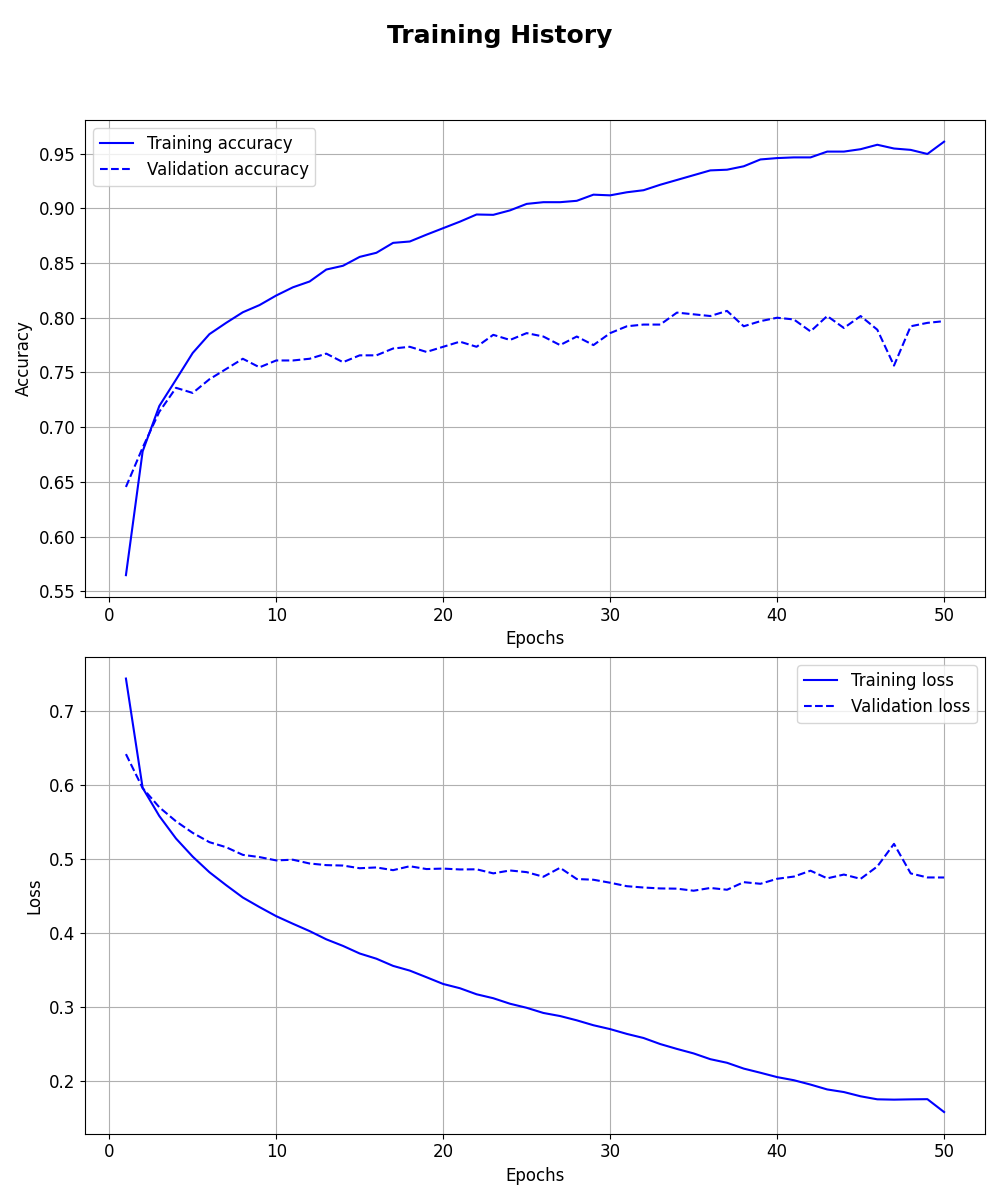 Training History
Training accuracy
Validation accuracy
0.95
0.90
0.85
0.80
0.75
0.70
0.65
0.60
0.55
Accuracy
0 10 20 30 40 50
Epochs
Training loss
Validation loss
0.7
0.6
0.5
0.4
0.3
0.2
Loss
0 10 20 30 40 50
Epochs